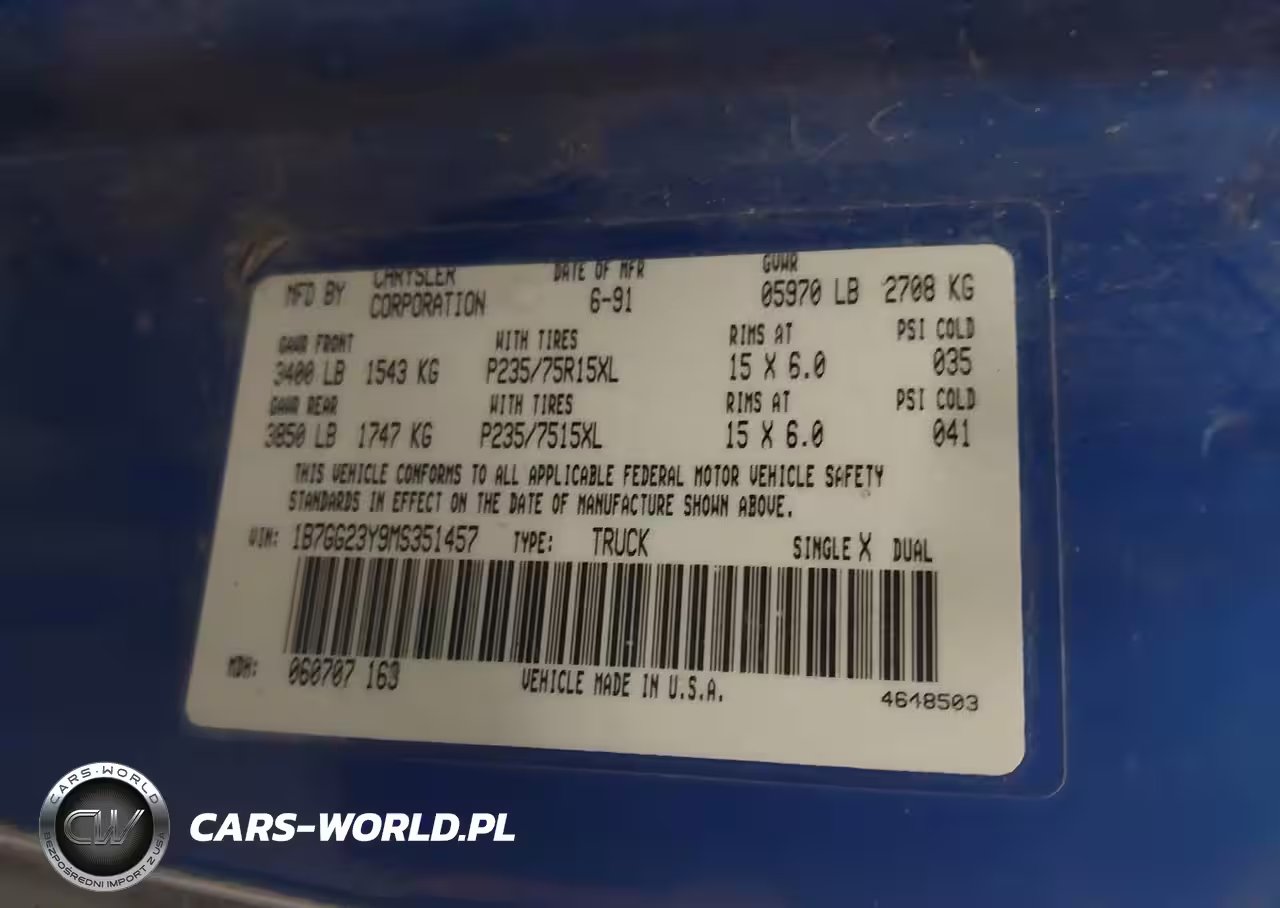 MFD BY CHRYSLER CORPORATION DATE OF MFR 6-91 GVWR 05970 LB 2708 KG
GAWR FRONT WITH TIRES RIMS AT PSI COLD
3400 LB 1543 KG P235/75R15XL 15 X 6.0 035
GAWR REAR WITH TIRES RIMS AT PSI COLD
3850 LB 1747 KG P235/7515XL 15 X 6.0 041
THIS VEHICLE CONFORMS TO ALL APPLICABLE FEDERAL MOTOR VEHICLE SAFETY
STANDARDS IN EFFECT ON THE DATE OF MANUFACTURE SHOWN ABOVE.
VIN: 1B7GG23Y9MS351457 TYPE: TRUCK SINGLE X DUAL
MDH: 060707 163 VEHICLE MADE IN U.S.A. 4648503
CARS-WORLD
CW
BEZPOŚREDNI IMPORT Z USA
CARS-WORLD.PL